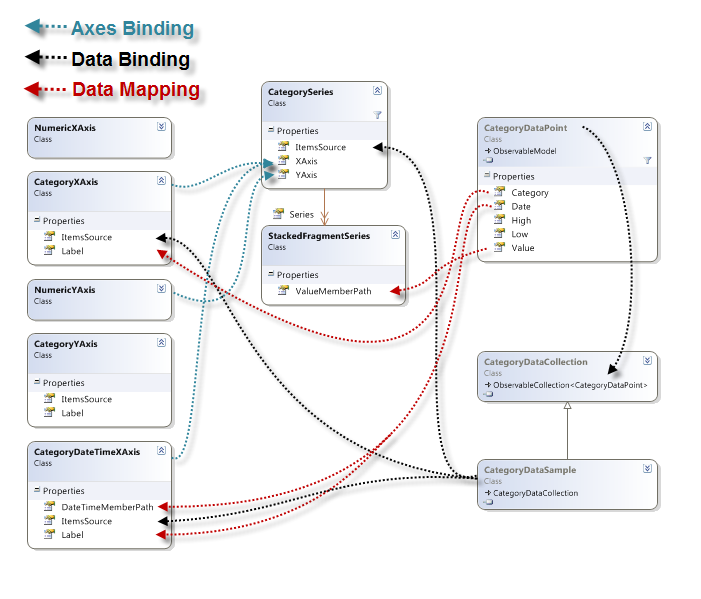 Axes Binding
Data Binding
Data Mapping
NumericXAxis
Class
CategoryXAxis
Class
Properties
ItemsSource
Label
NumericYAxis
Class
CategoryYAxis
Class
Properties
ItemsSource
Label
CategoryDateTimeXAxis
Class
Properties
DateTimeMemberPath
ItemsSource
Label
CategorySeries
Class
Properties
ItemsSource
XAxis
YAxis
Series
StackedFragmentSeries
Class
Properties
ValueMemberPath
CategoryDataPoint
Class
ObservableModel
Properties
Category
Date
High
Low
Value
CategoryDataCollection
Class
ObservableCollection<CategoryDataPoint>
CategoryDataSample
Class
CategoryDataCollection